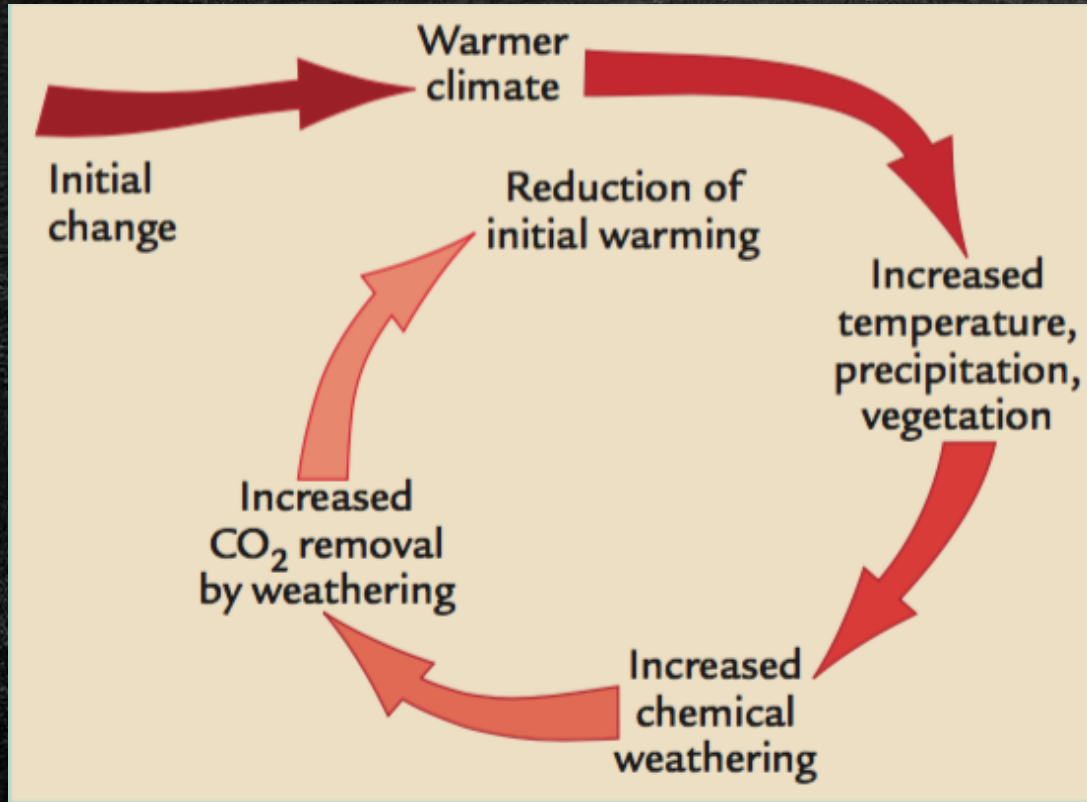 Warmer
climate
Initial
change
Reduction of
initial warming
Increased
temperature,
precipitation,
vegetation
Increased
chemical
weathering
Increased
CO₂ removal
by weathering